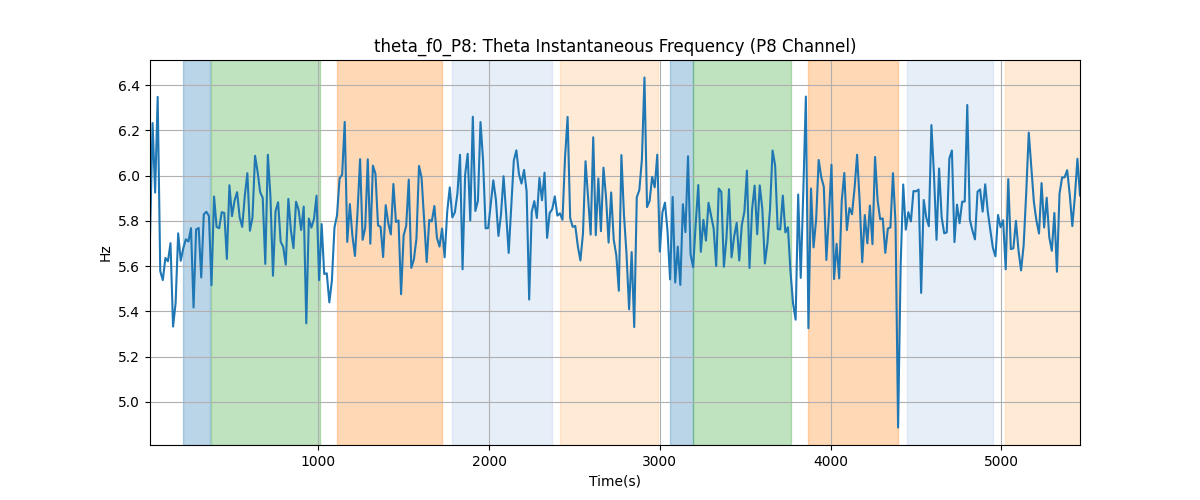 theta_f0_P8: Theta Instantaneous Frequency (P8 Channel)
Hz
6.4
6.2
6.0
5.8
5.6
5.4
5.2
5.0
1000 2000 3000 4000 5000
Time(s)